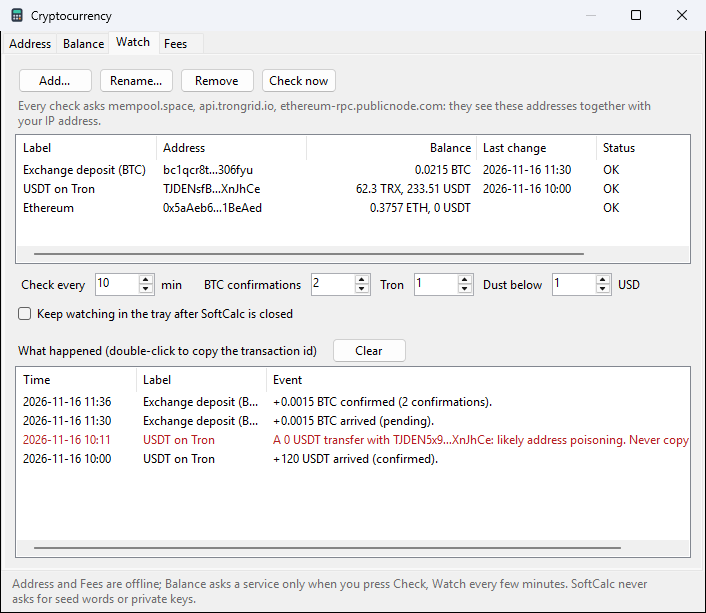 Cryptocurrency
Address Balance Watch Fees
Add... Rename... Remove Check now
Every check asks mempool.space, api.trongrid.io, ethereum-rpc.publicnode.com: they see these addresses together with
your IP address.
Label Address Balance Last change Status
Exchange deposit (BTC) bc1qcr8t...306fyu 0.0215 BTC 2026-11-16 11:30 OK
USDT on Tron TJDENsfB...XnJhCe 62.3 TRX, 233.51 USDT 2026-11-16 10:00 OK
Ethereum 0x5aAeb6...1BeAed 0.3757 ETH, 0 USDT OK
Check every 10 min BTC confirmations 2 Tron 1 Dust below 1 USD
Keep watching in the tray after SoftCalc is closed
What happened (double-click to copy the transaction id) Clear
Time Label Event
2026-11-16 11:36 Exchange deposit (B... +0.0015 BTC confirmed (2 confirmations).
2026-11-16 11:30 Exchange deposit (B... +0.0015 BTC arrived (pending).
2026-11-16 10:11 USDT on Tron A 0 USDT transfer with TJDEN5x9...XnJhCe: likely address poisoning. Never copy
2026-11-16 10:00 USDT on Tron +120 USDT arrived (confirmed).
Address and Fees are offline; Balance asks a service only when you press Check, Watch every few minutes. SoftCalc never
asks for seed words or private keys.